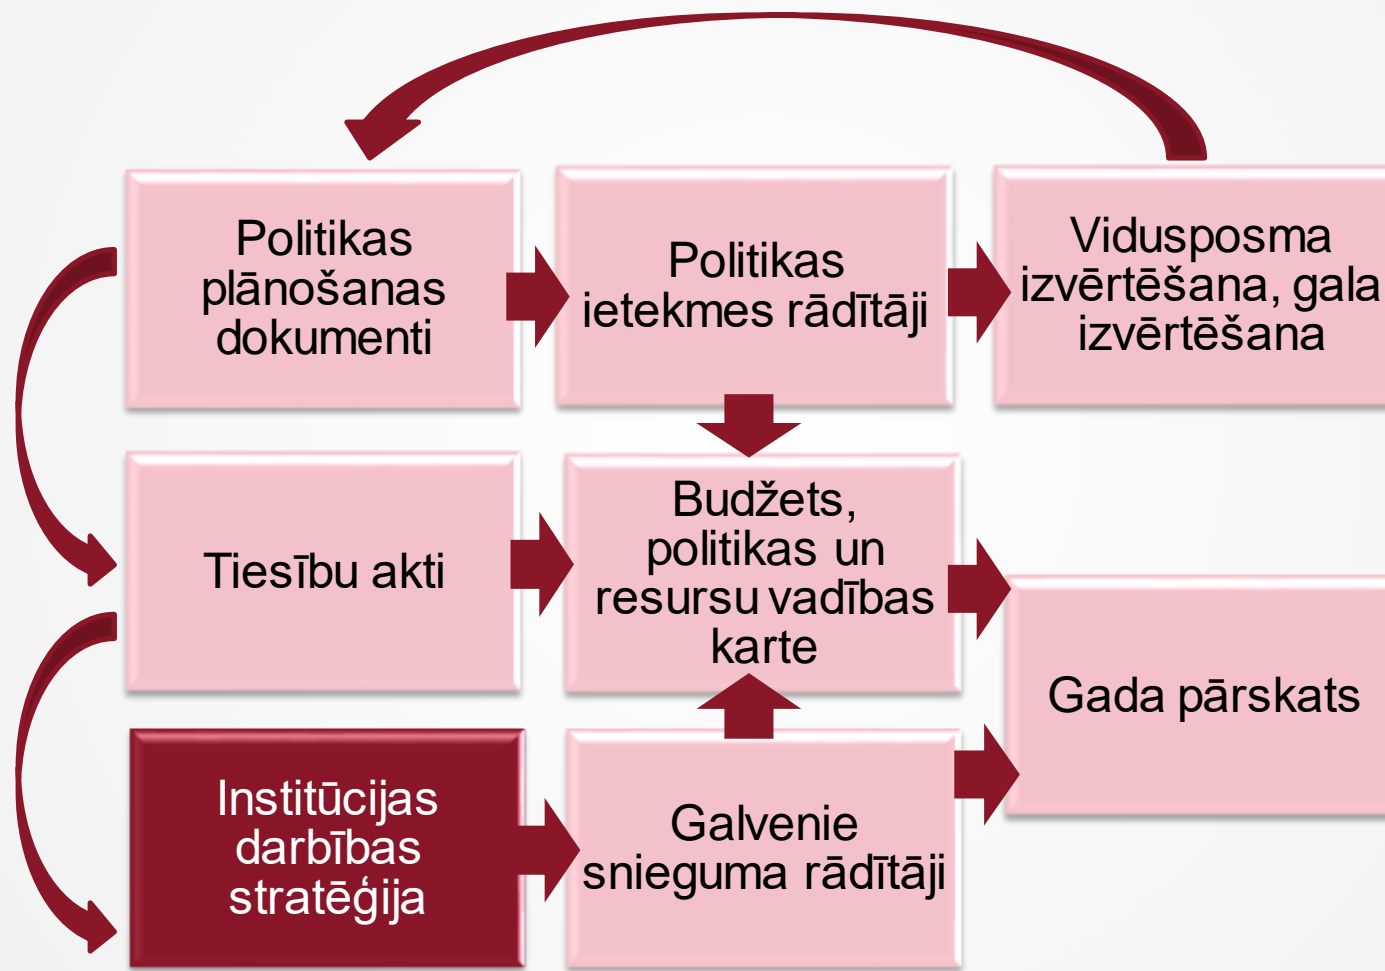 Politikas
plānošanas
dokumenti
Politikas
ietekmes rādītāji
Vidusposma
izvērtēšana, gala
izvērtēšana
Tiesību akti
Budžets,
politikas un
resursu vadības
karte
Gada pārskats
Institūcijas
darbības
stratēģija
Galvenie
snieguma rādītāji